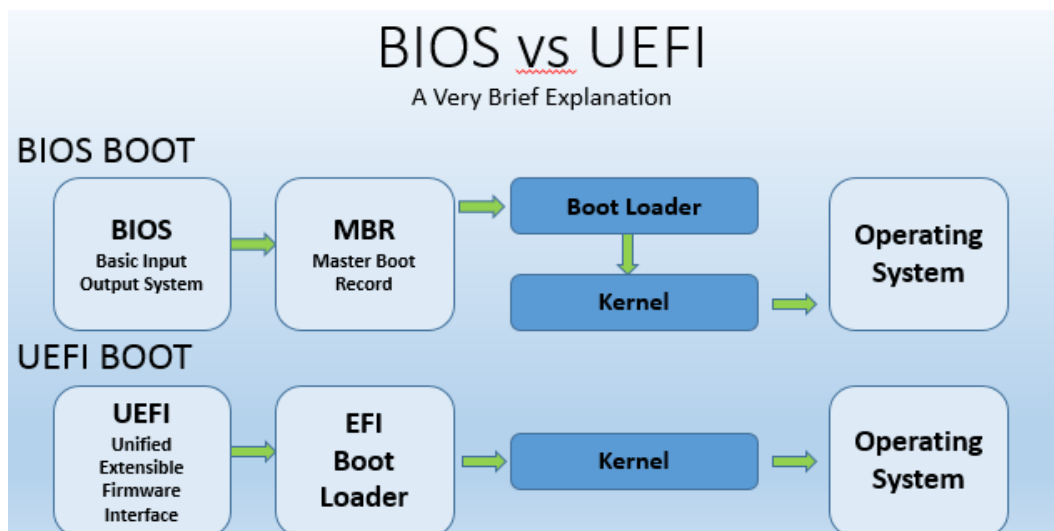 BIOS vs UEFI
A Very Brief Explanation
BIOS BOOT
BIOS
Basic Input
Output System
MBR
Master Boot
Record
Boot Loader
Kernel
Operating
System
UEFI BOOT
UEFI
Unified
Extensible
Firmware
Interface
EFI
Boot
Loader
Kernel
Operating
System